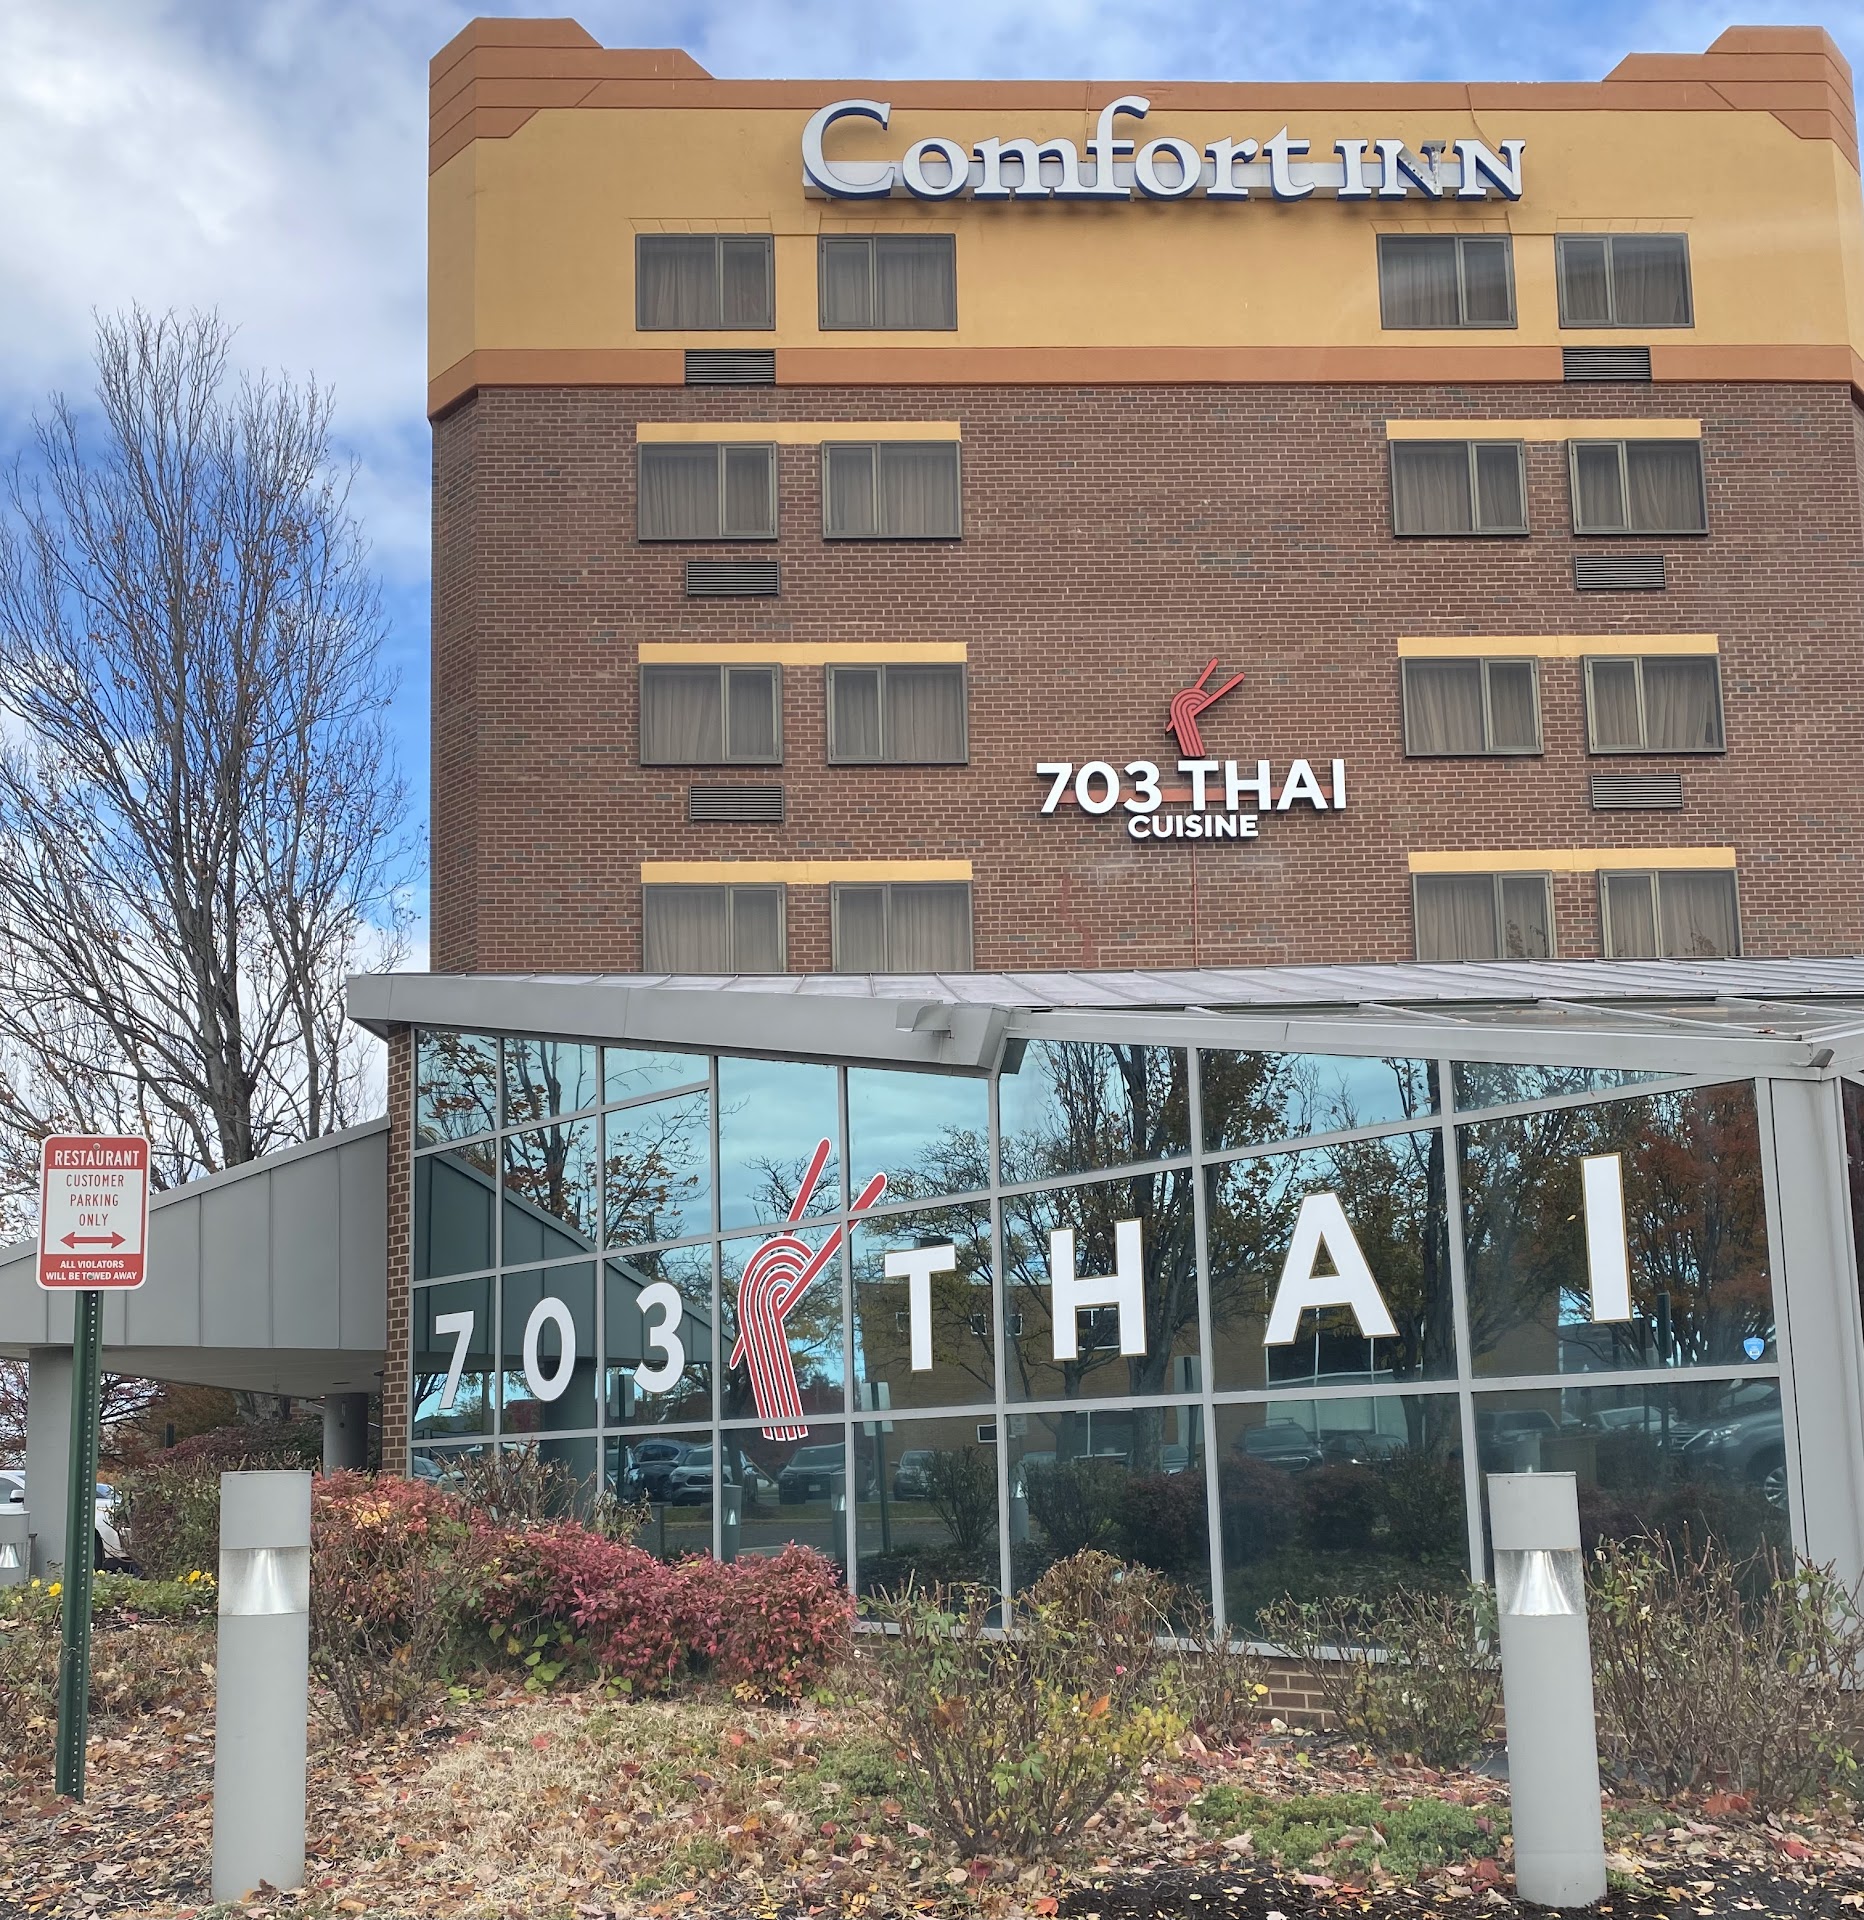 Comfort INN
703 THAI
CUISINE
703 THAI
RESTAURANT
CUSTOMER
PARKING
ONLY
ALL VIOLATORS
WILL BE TOWED AWAY